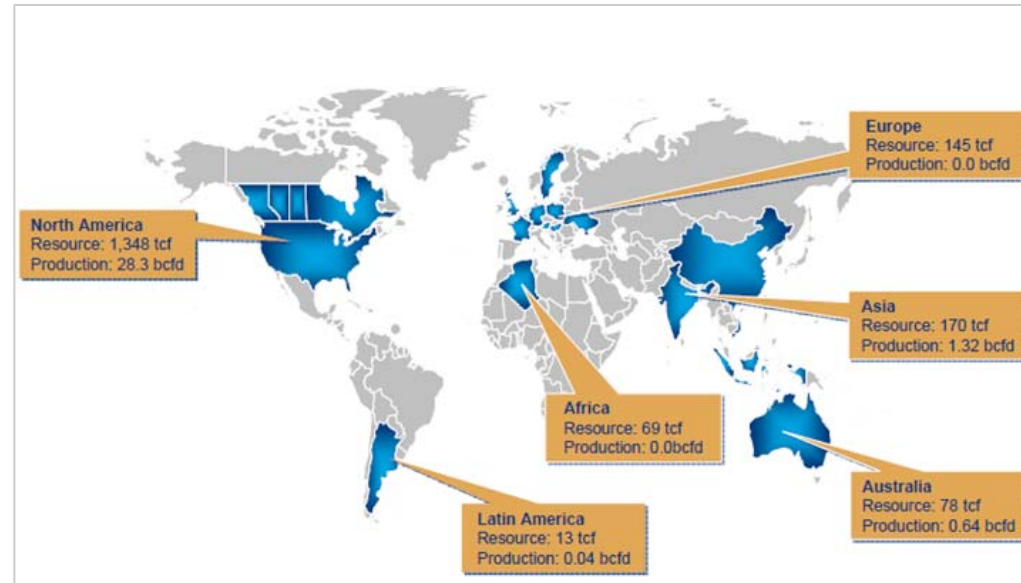 Europe
Resource: 145 tcf
Production: 0.0 bcfd
North America
Resource: 1,348 tcf
Production: 28.3 bcfd
Asia
Resource: 170 tcf
Production: 1.32 bcfd
Africa
Resource: 69 tcf
Production: 0.0bcfd
Australia
Resource: 78 tcf
Production: 0.64 bcfd
Latin America
Resource: 13 tcf
Production: 0.04 bcfd